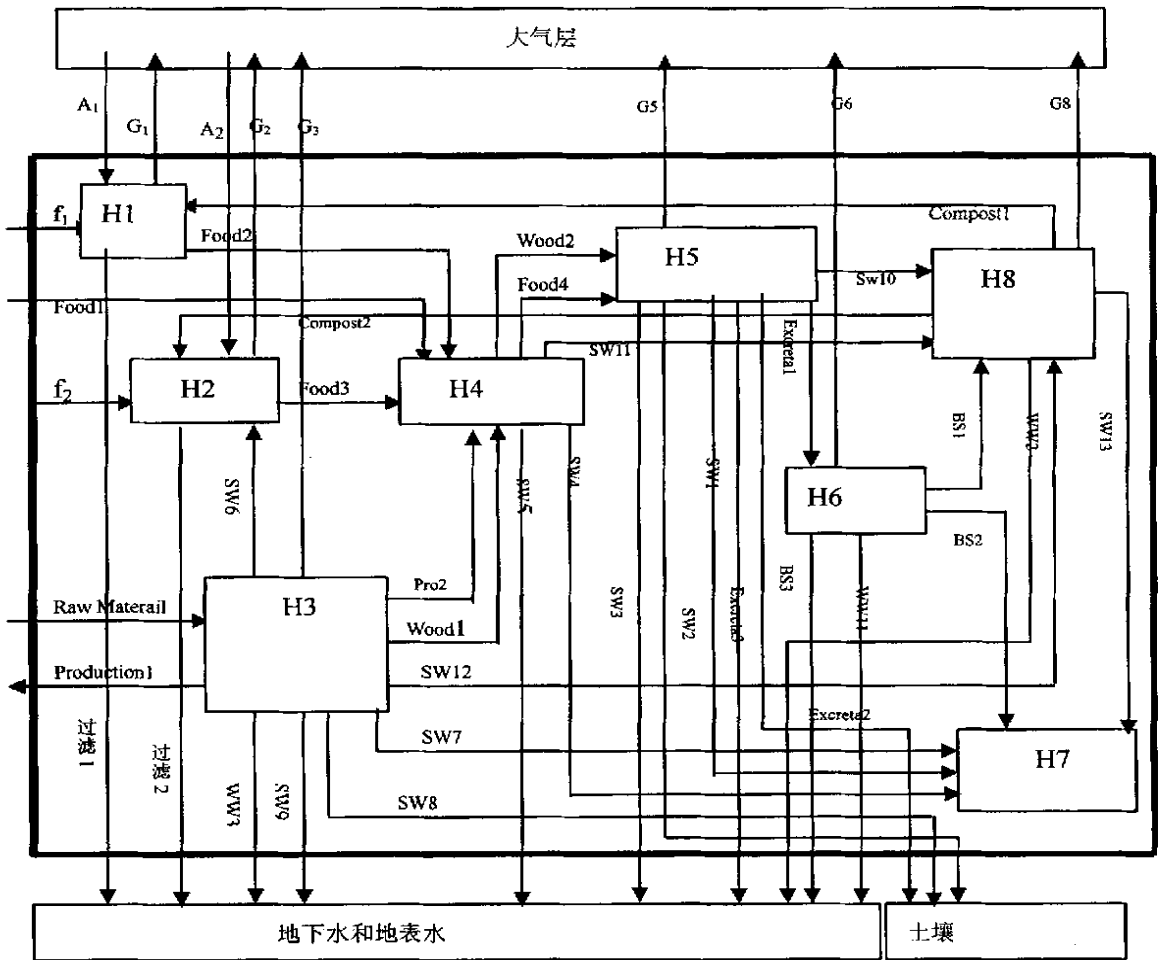 大气层
A₁
G₁
A₂
G₂
G₃
G5
G6
G8
f₁
H1
Food2
Wood2
H5
Compost1
Food1
Food4
Sw10
H8
Compost2
SW11
Excreta1
f₂
H2
Food3
H4
BS1
WW2
SW13
SW6
SW5
SW4
SW1
H6
BS2
Raw Materail
H3
Pro2
Wood1
SW3
SW2
BS3
Production1
SW12
Excreta2
过滤1
过滤2
WW3
SW9
SW7
SW8
H7
地下水和地表水
土壤